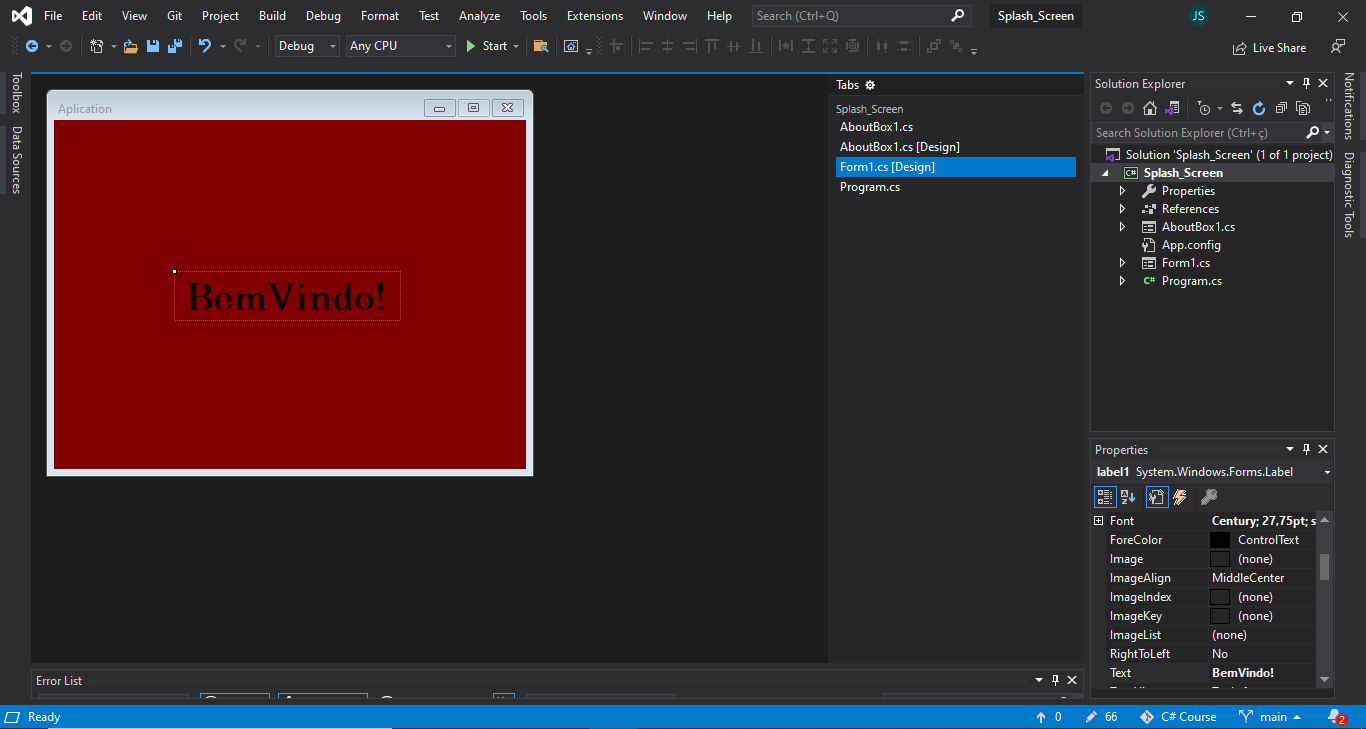 File Edit View Git Project Build Debug Format Test Analyze Tools Extensions Window Help Search (Ctrl+Q) Splash_Screen JS
Debug Any CPU Start Live Share
Toolbox
Data Sources
Aplication
BemVindo!
Tabs
Splash_Screen
AboutBox1.cs
AboutBox1.cs [Design]
Form1.cs [Design]
Program.cs
Solution Explorer
Search Solution Explorer (Ctrl+ç)
Solution 'Splash_Screen' (1 of 1 project)
C# Splash_Screen
Properties
References
AboutBox1.cs
App.config
Form1.cs
C# Program.cs
Notifications
Diagnostic Tools
Properties
label1 System.Windows.Forms.Label
Font Century; 27,75pt; s
ForeColor ControlText
Image (none)
ImageAlign MiddleCenter
ImageIndex (none)
ImageKey (none)
ImageList (none)
RightToLeft No
Text BemVindo!
Error List
Ready 0 66 C# Course main 2